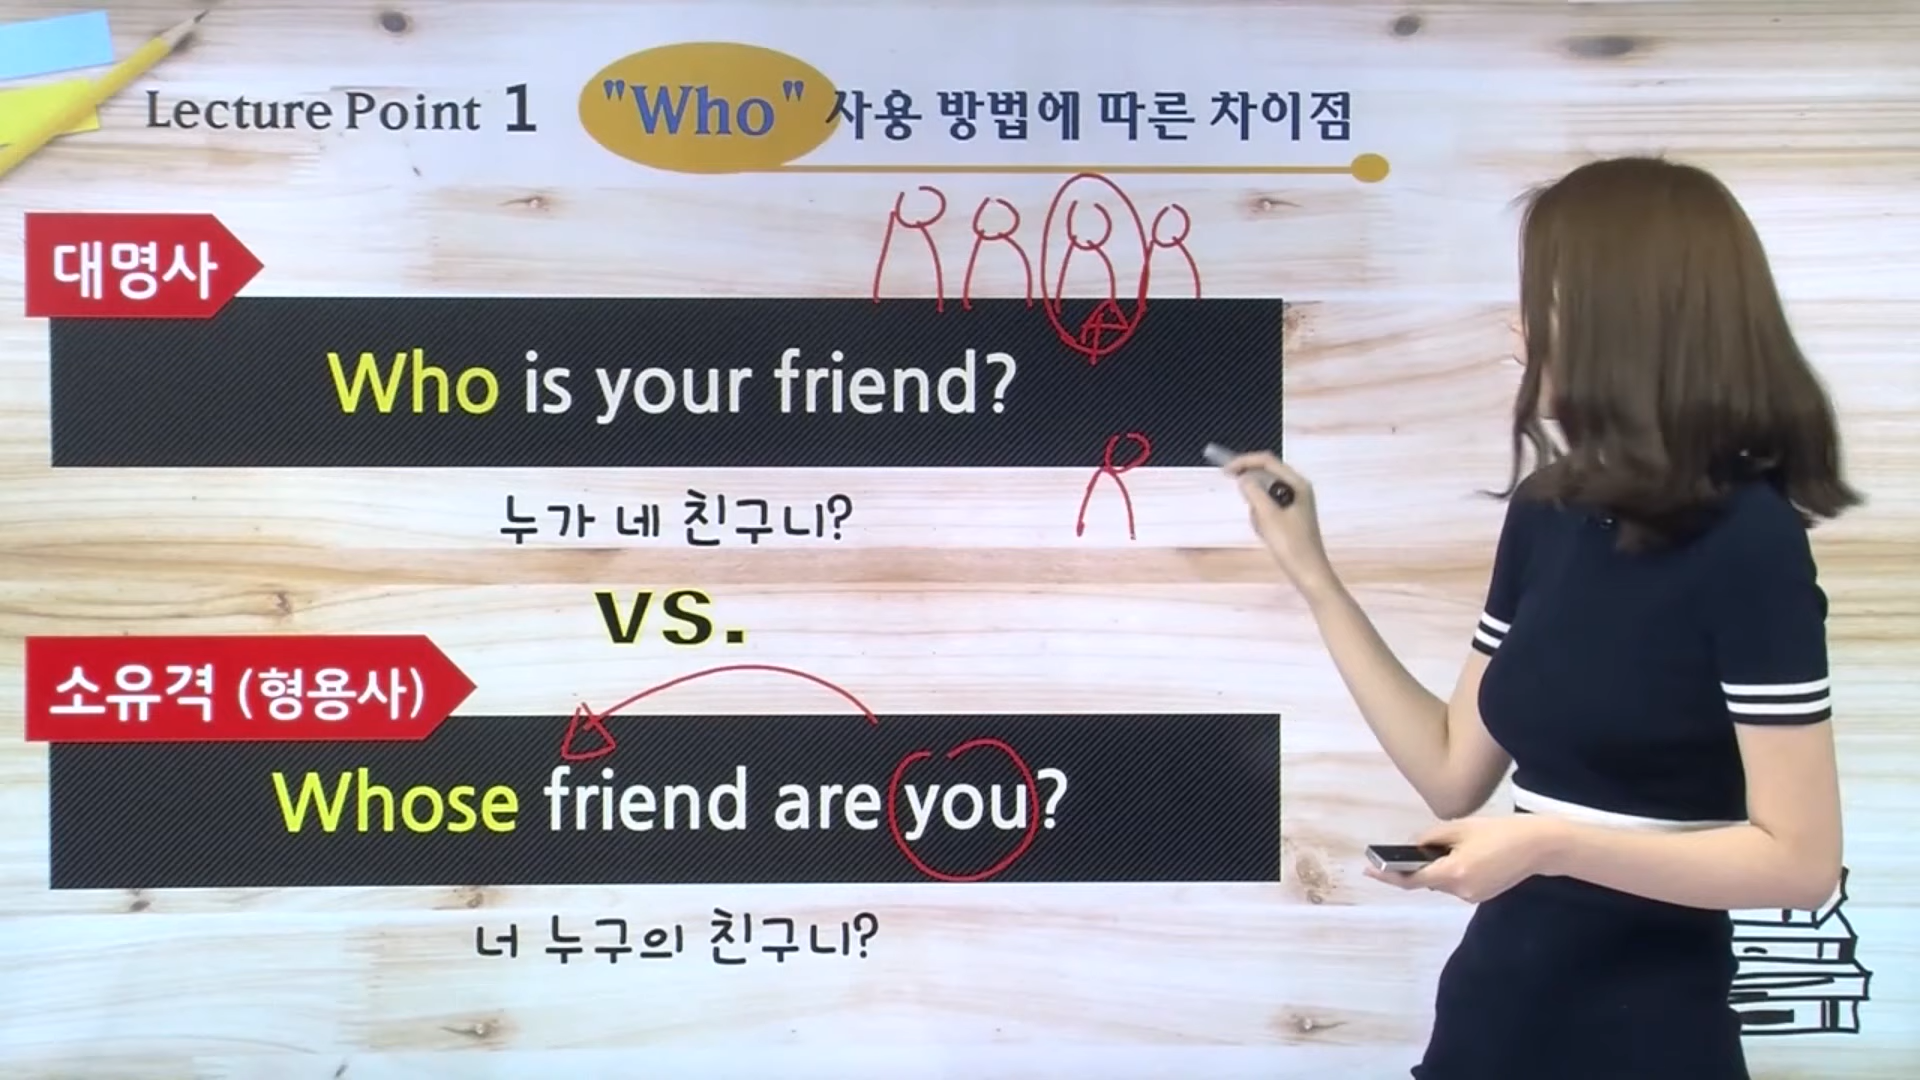 Lecture Point 1 "Who" 사용 방법에 따른 차이점
대명사
Who is your friend?
누가 네 친구니?
vs.
소유격 (형용사)
Whose friend are you?
너 누구의 친구니?